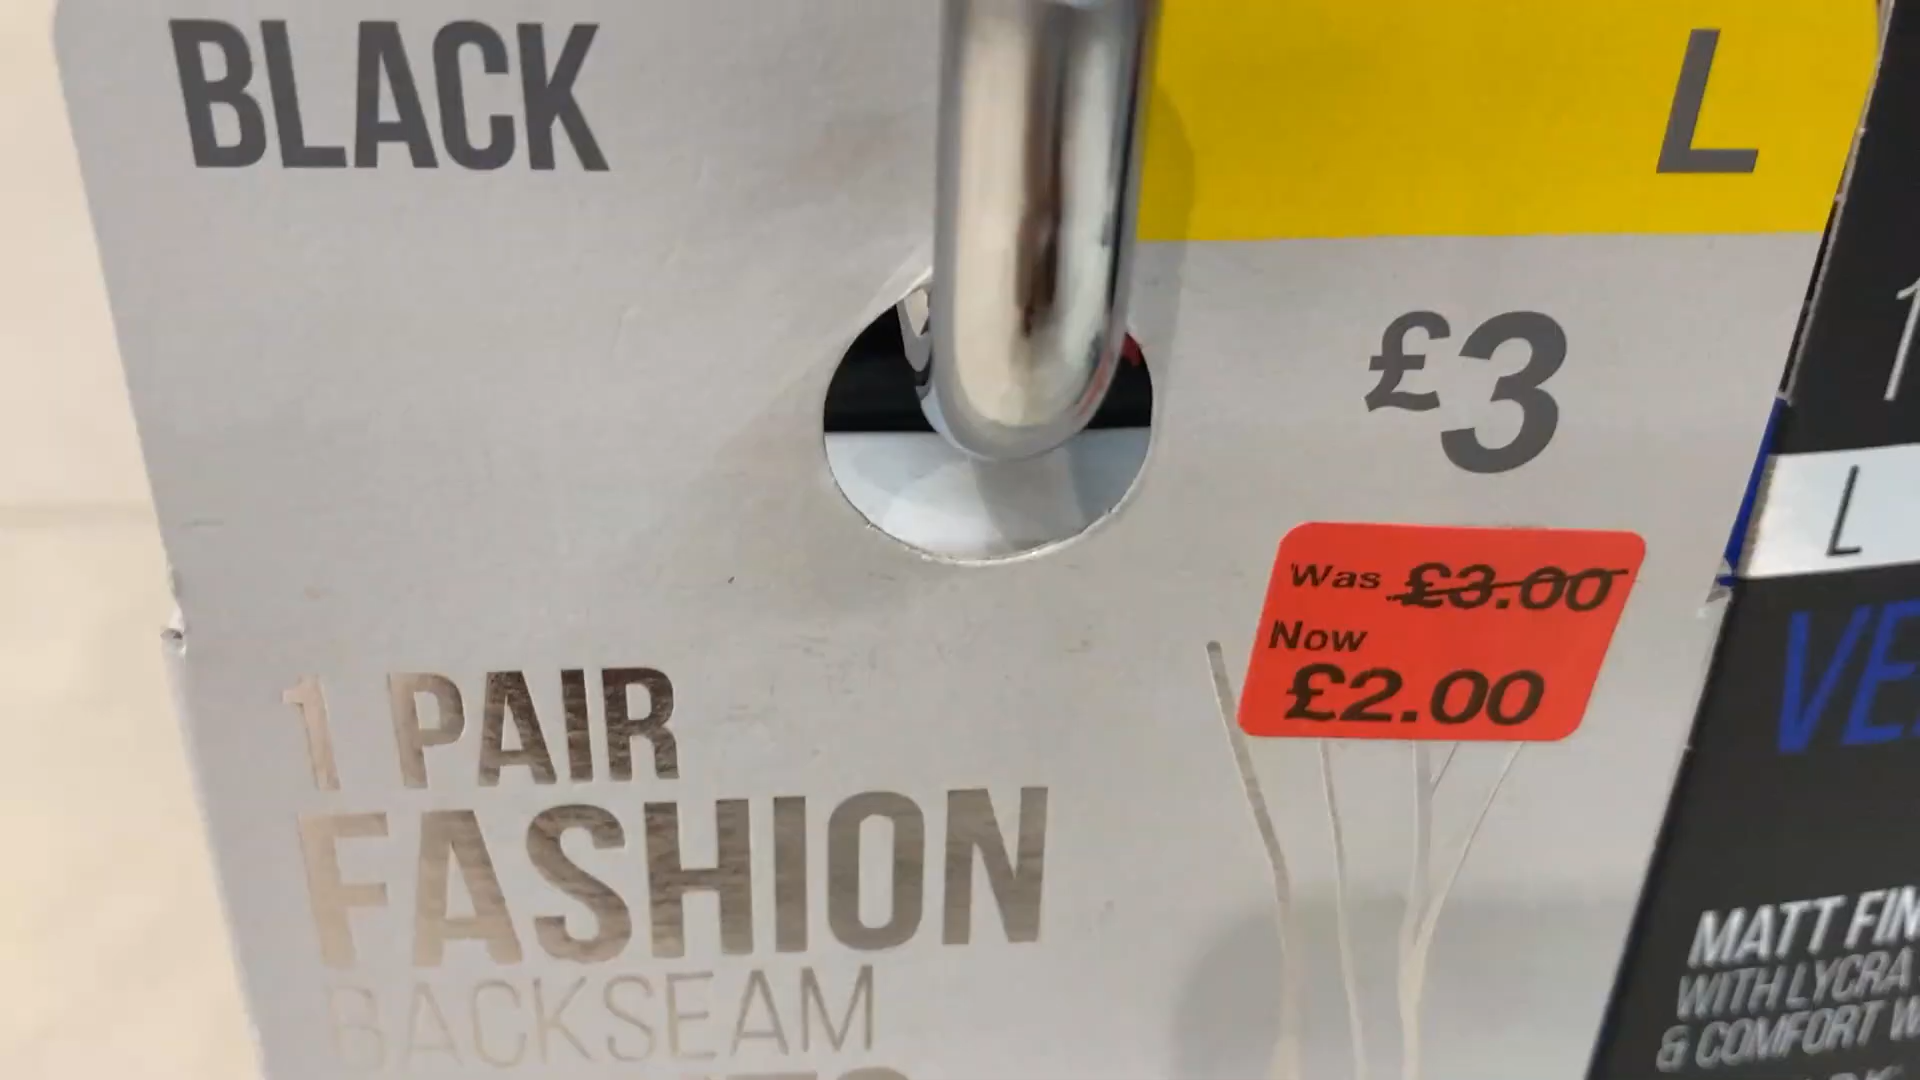 BLACK
L
£3
Was £3.00
Now
£2.00
1 PAIR
FASHION
BACKSEAM
L
MATT FIN
WITH LYCRA
& COMFORT W